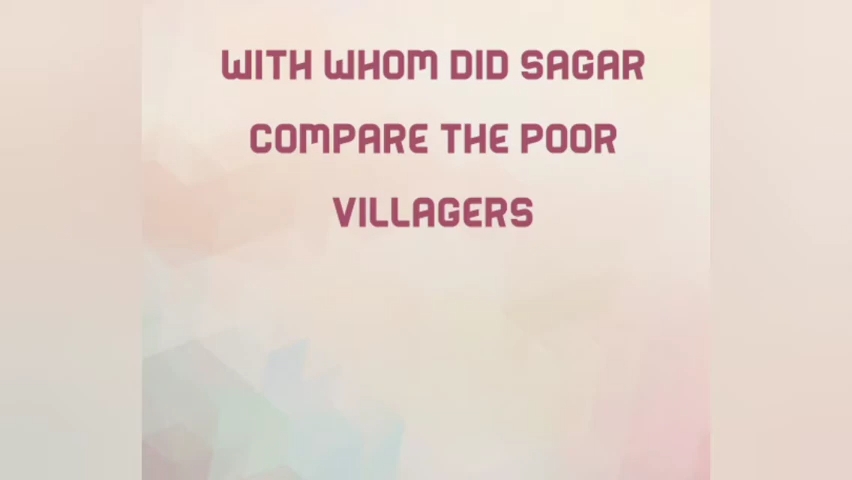 WITH WHOM DID SAGAR
COMPARE THE POOR
VILLAGERS